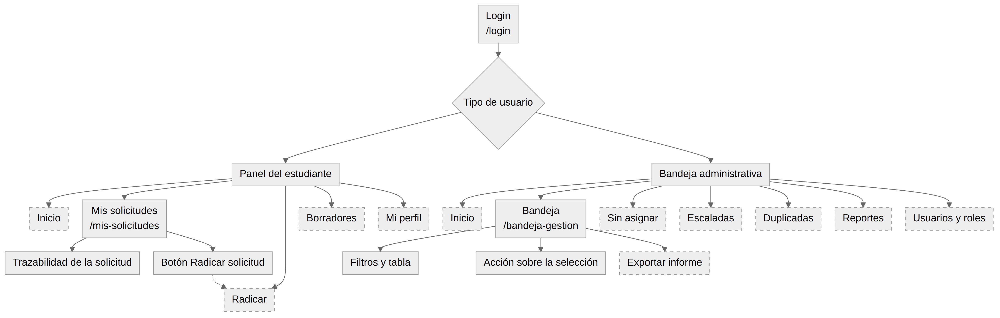 Login
/login
Tipo de usuario
Panel del estudiante
Bandeja administrativa
Inicio
Mis solicitudes
/mis-solicitudes
Borradores
Mi perfil
Inicio
Bandeja
/bandeja-gestion
Sin asignar
Escaladas
Duplicadas
Reportes
Usuarios y roles
Trazabilidad de la solicitud
Botón Radicar solicitud
Filtros y tabla
Acción sobre la selección
Exportar informe
Radicar